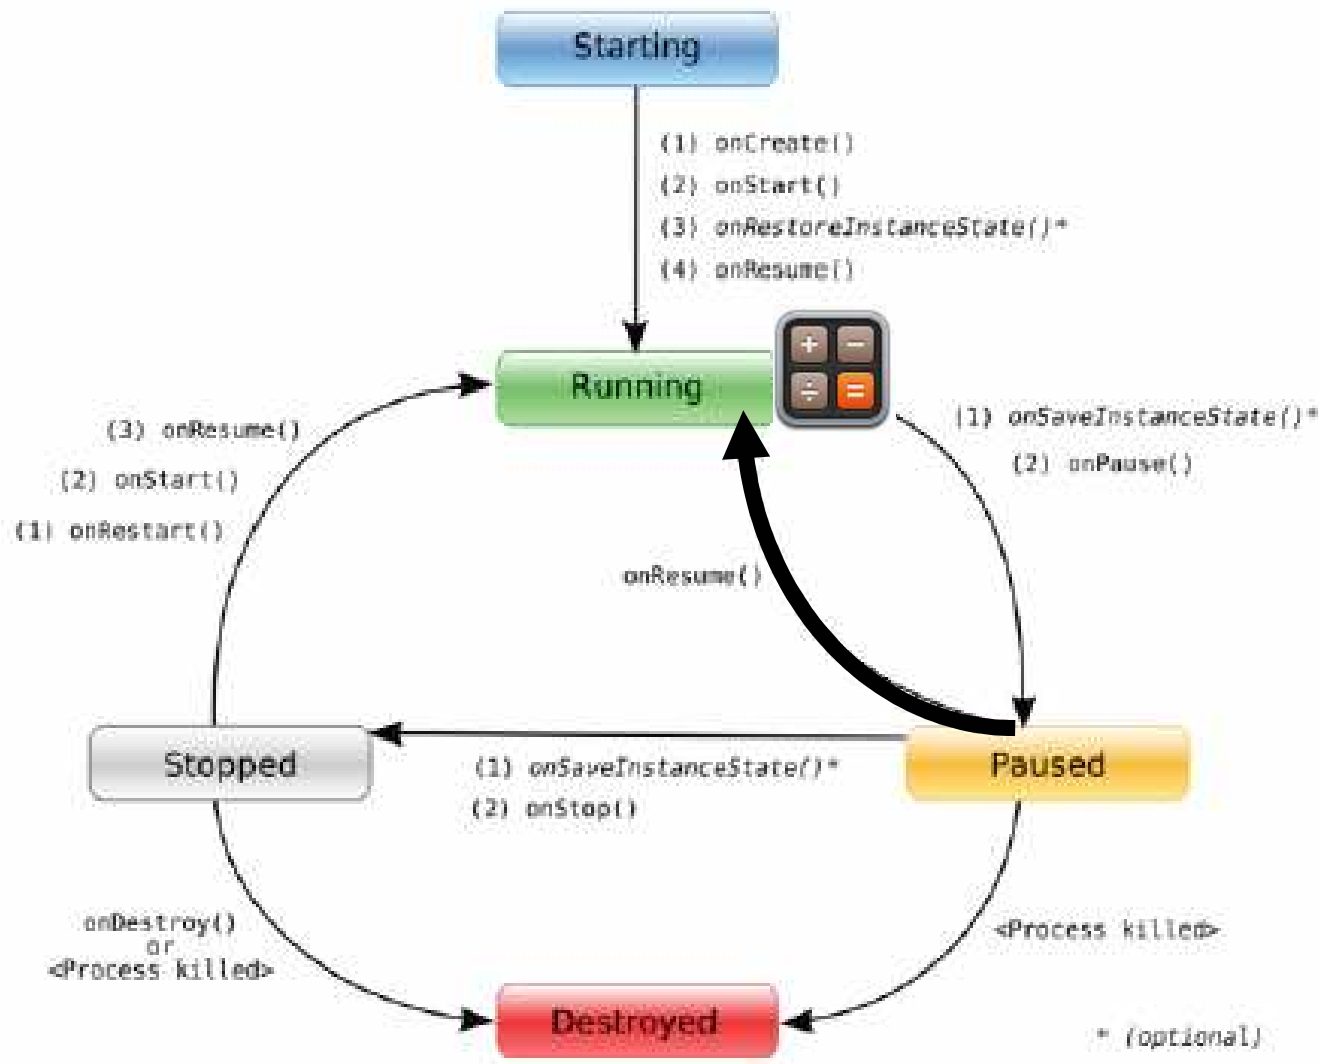 Starting
(1) onCreate()
(2) onStart()
(3) onRestoreInstanceState()*
(4) onResume()
Running
+ −
÷ =
(3) onResume()
(2) onStart()
(1) onRestart()
(1) onSaveInstanceState()*
(2) onPause()
onResume()
Stopped
(1) onSaveInstanceState()*
(2) onStop()
Paused
onDestroy()
or
<Process killed>
<Process killed>
Destroyed
* (optional)